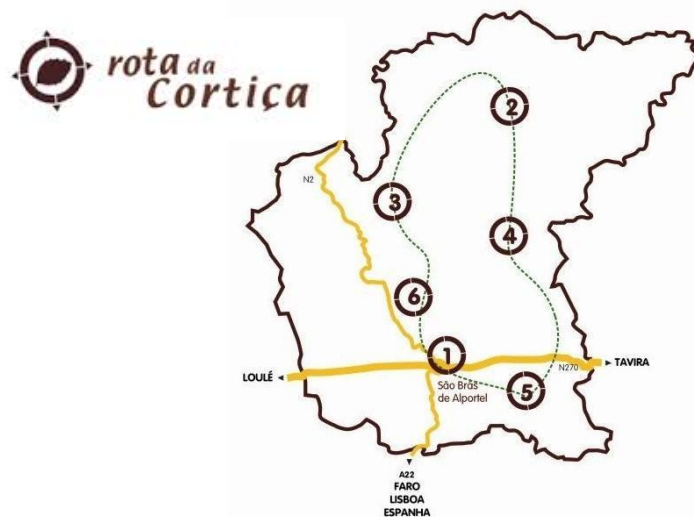 rota da
Cortiça
2
N2
3
4
6
1
TAVIRA
N270
LOULÉ
São Brás
de Alportel
5
A22
FARO
LISBOA
ESPANHA